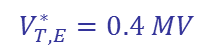 V*T,E = 0.4 MV